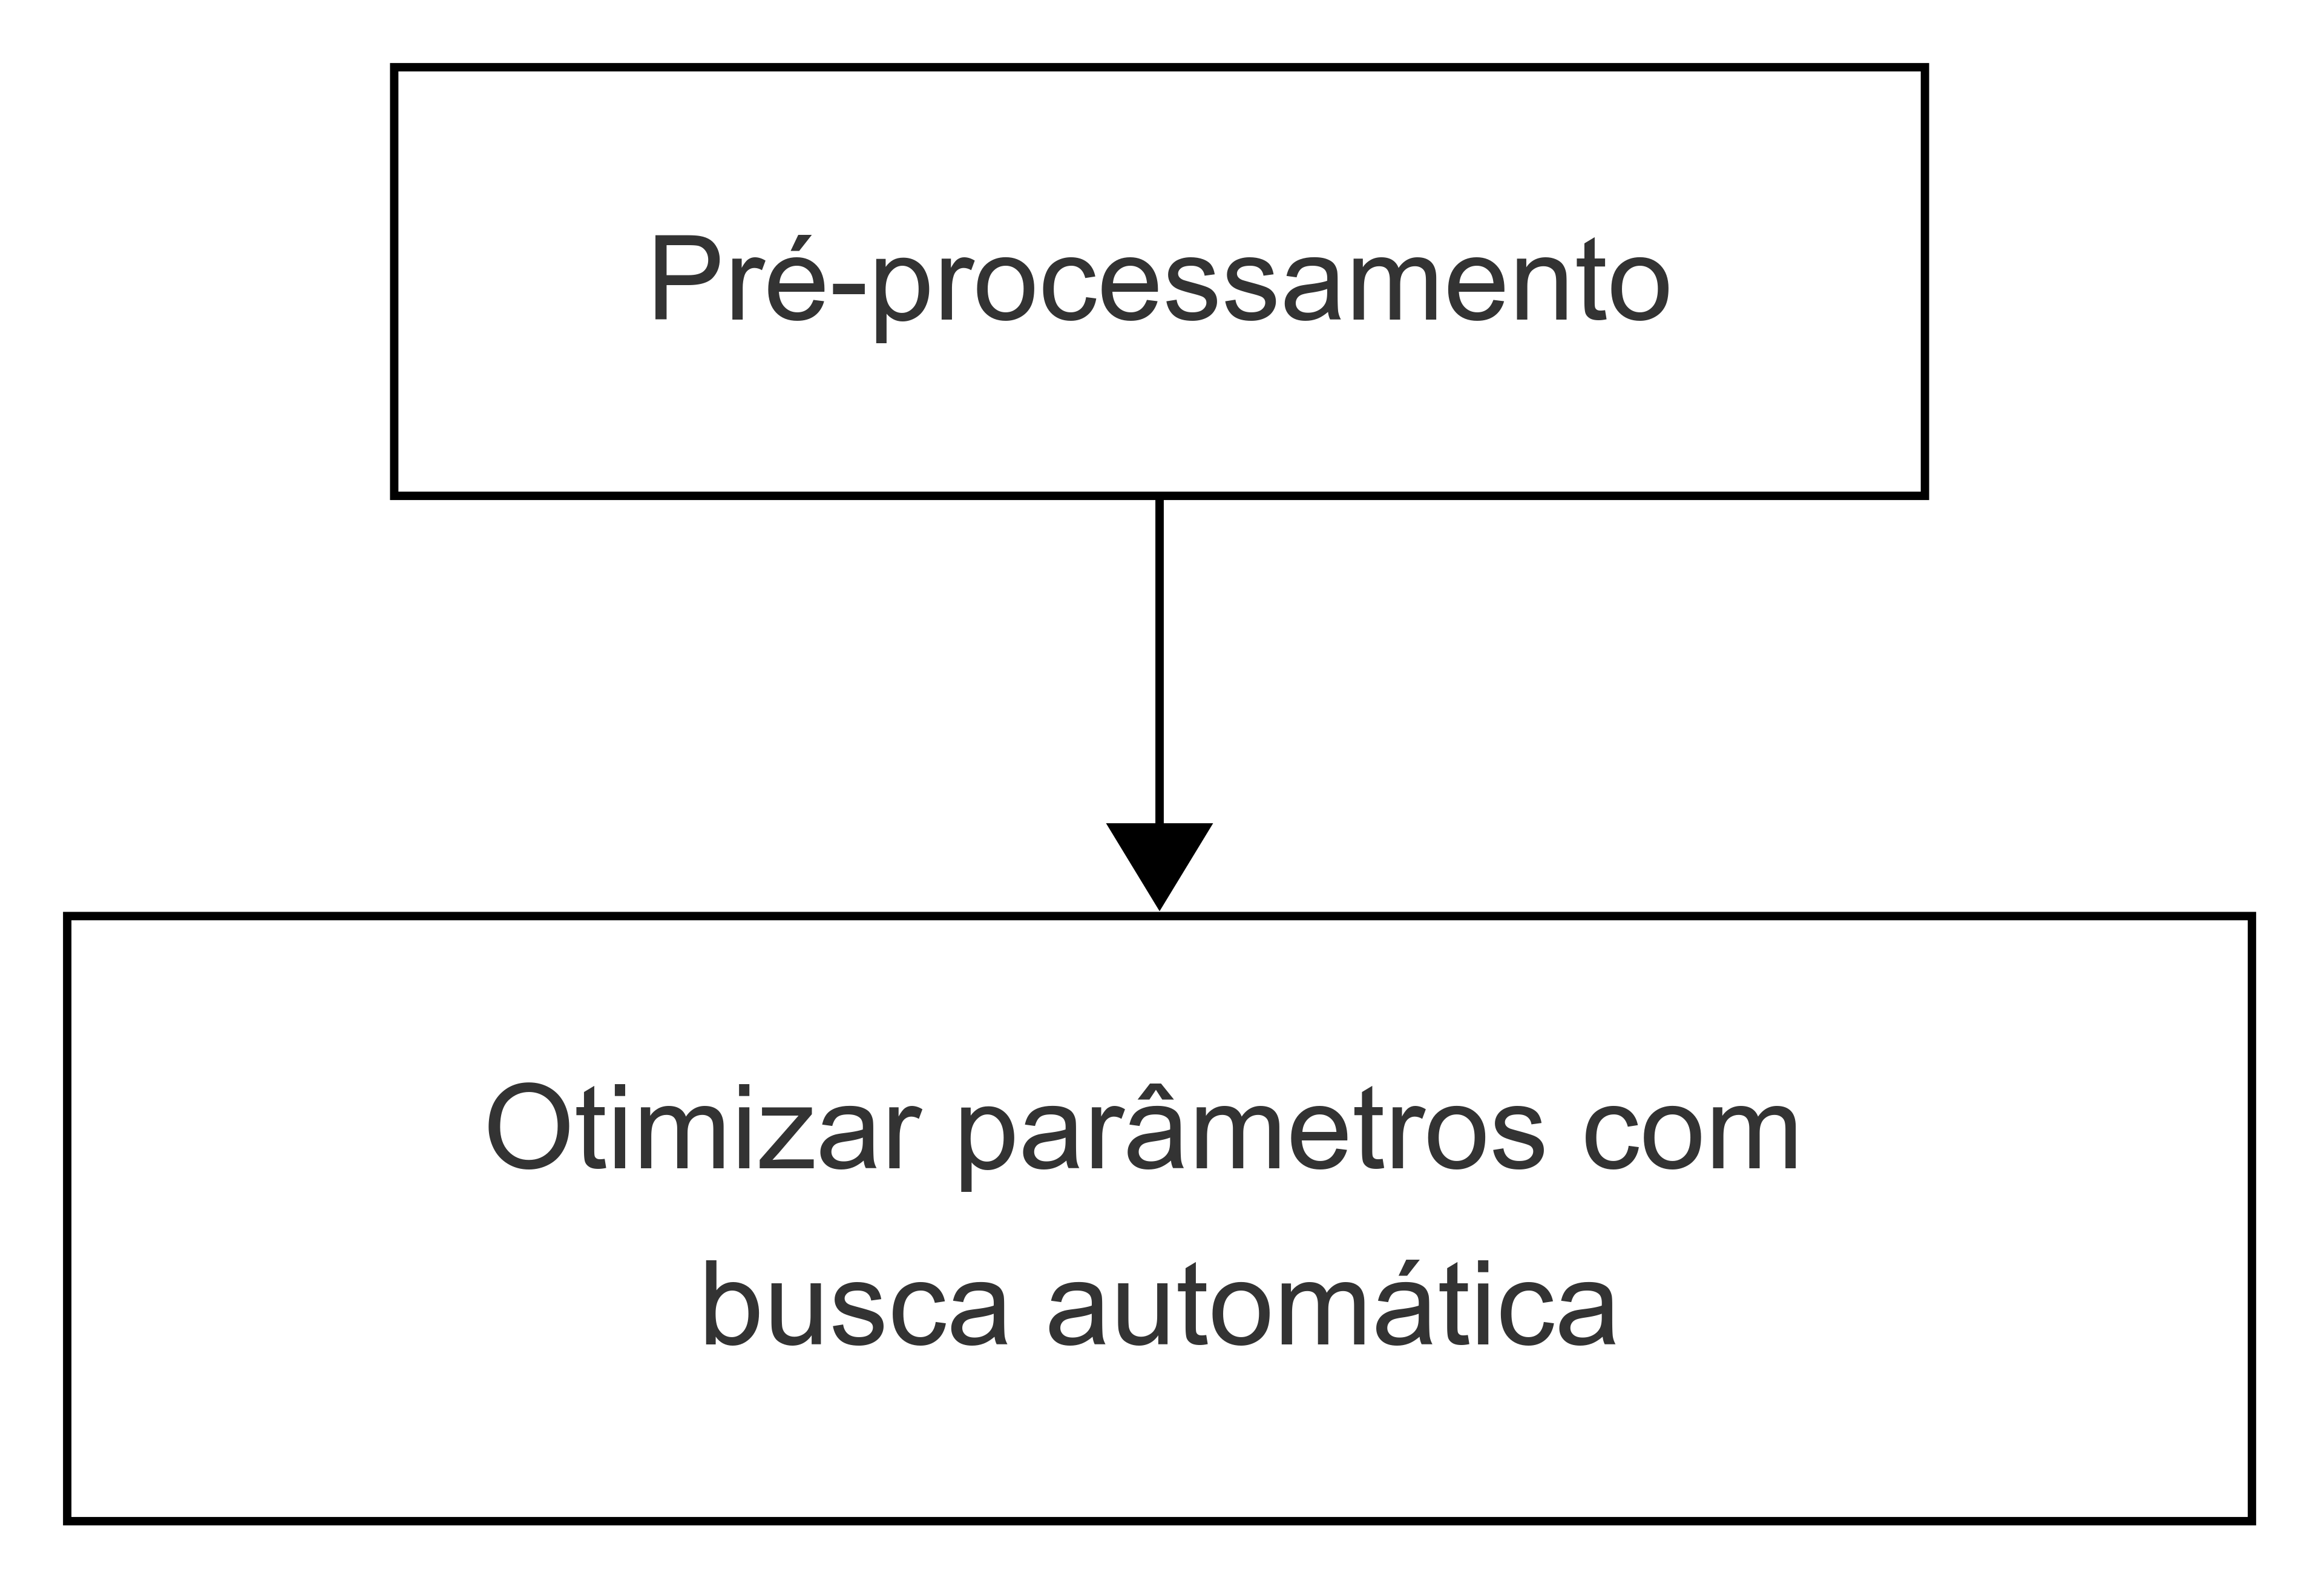 Pré-processamento
Otimizar parâmetros com
busca automática